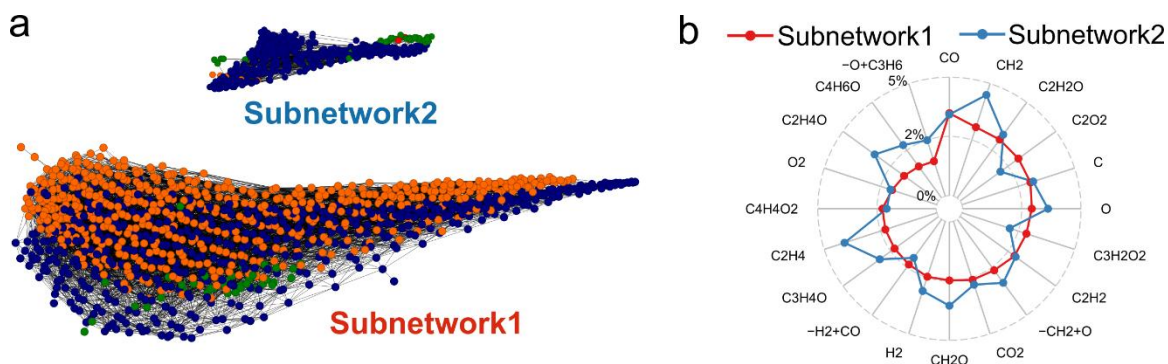 a
Subnetwork2
Subnetwork1
b
Subnetwork1
Subnetwork2
CO
CH2
C2H2O
C2O2
C
O
C3H2O2
C2H2
−CH2+O
CO2
CH2O
H2
−H2+CO
C3H4O
C2H4
C4H4O2
O2
C2H4O
C4H6O
−O+C3H6
5%
2%
0%